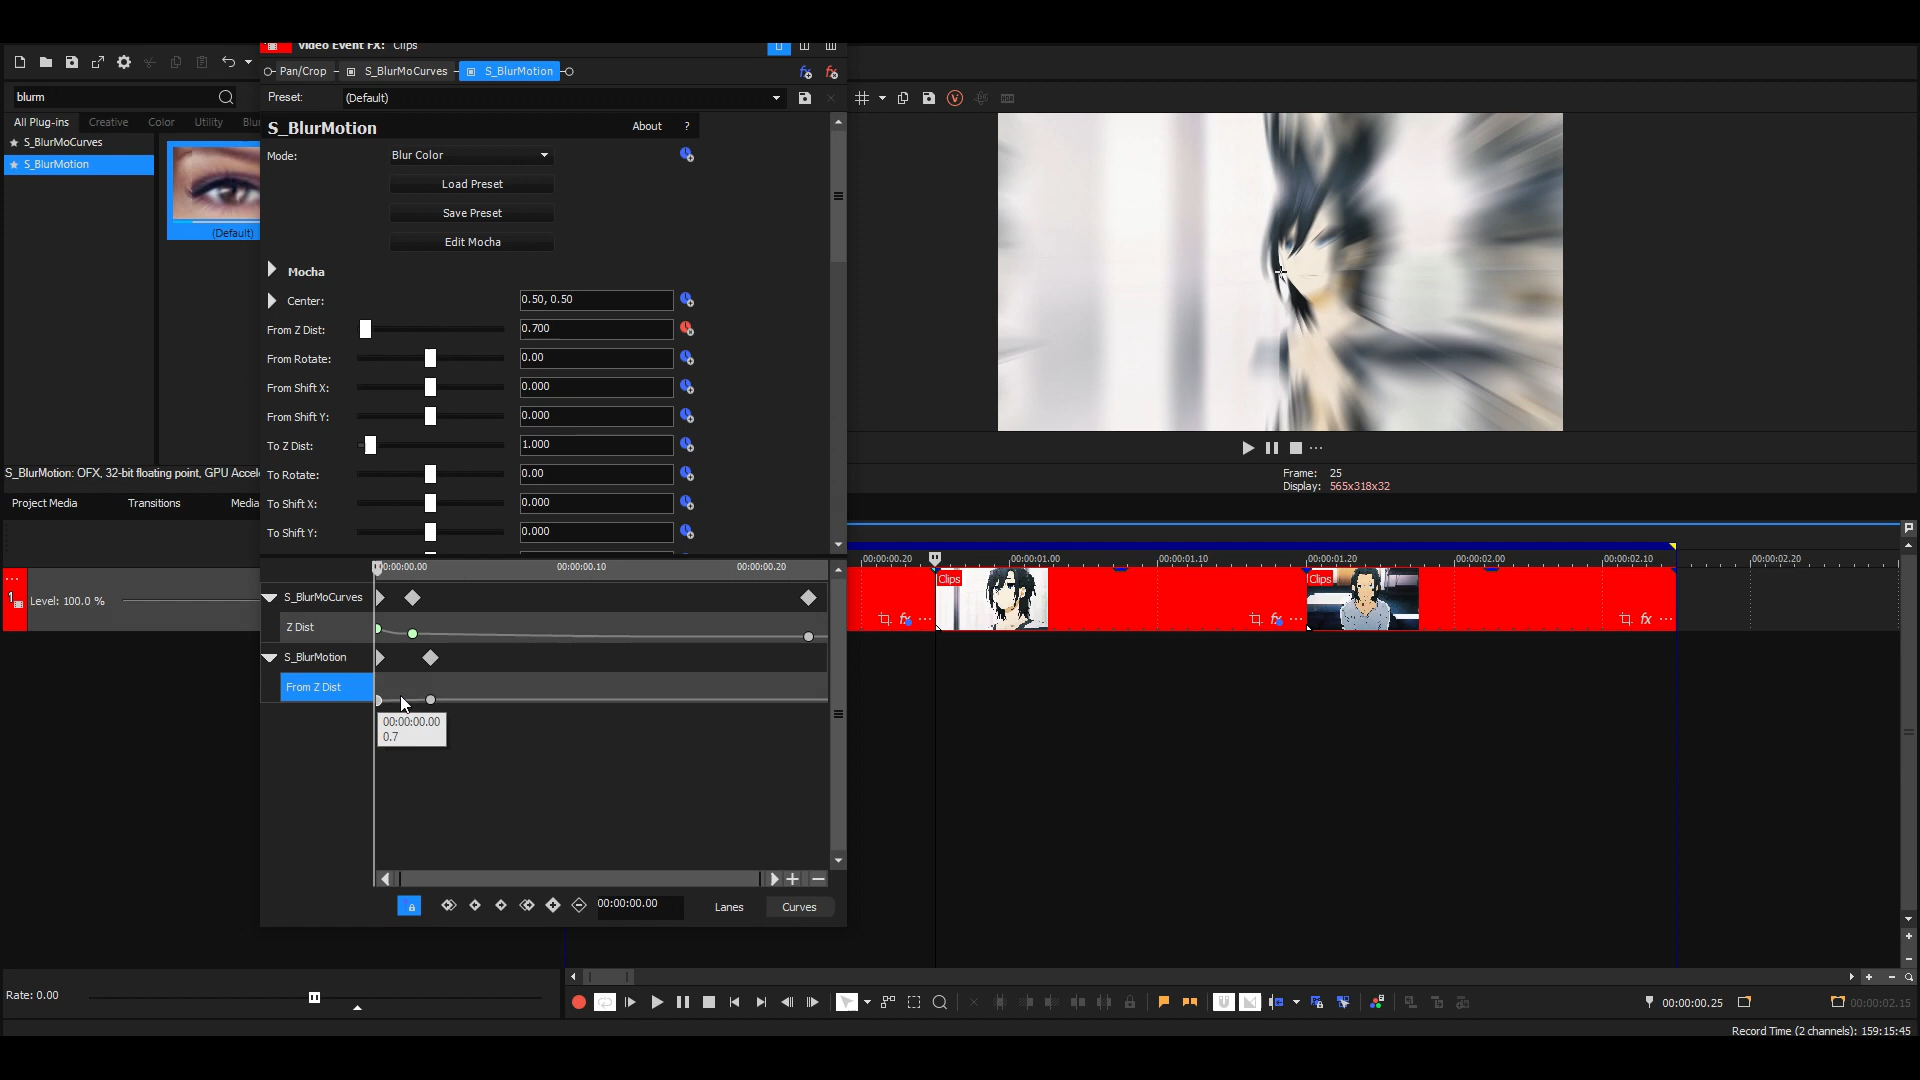 Video Event FX: Clips
Pan/Crop S_BlurMoCurves S_BlurMotion
blurm
Preset: (Default)
All Plug-ins Creative Color Utility Blu
S_BlurMotion About ?
S_BlurMoCurves
S_BlurMotion
Mode: Blur Color
Load Preset
Save Preset
(Default)
Edit Mocha
Mocha
Center: 0.50, 0.50
From Z Dist: 0.700
From Rotate: 0.00
From Shift X: 0.000
From Shift Y: 0.000
To Z Dist: 1.000
To Rotate: 0.00
To Shift X: 0.000
To Shift Y: 0.000
S_BlurMotion: OFX, 32-bit floating point, GPU Accele
Frame: 25
Display: 565x318x32
Project Media Transitions Media
00:00:00.00 00:00:00.10 00:00:00.20
00:00:00.20 00:00:01.00 00:00:01.10 00:00:01.20 00:00:02.00 00:00:02.10 00:00:02.20
Clips Clips
1 Level: 100.0 %
S_BlurMoCurves
Z Dist
S_BlurMotion
From Z Dist
00:00:00.00
0.7
00:00:00.00 Lanes Curves
Rate: 0.00
00:00:00.25 00:00:02.15
Record Time (2 channels): 159:15:45